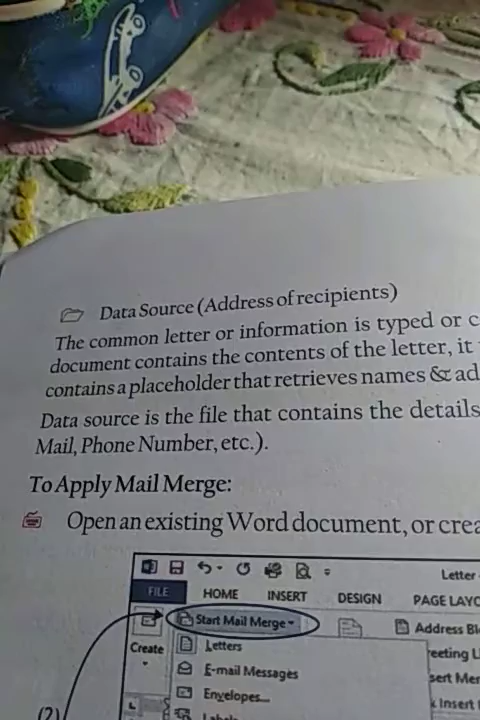 Data Source (Address of recipients)
The common letter or information is typed or c
document contains the contents of the letter, it
contains a placeholder that retrieves names & ad
Data source is the file that contains the details
Mail, Phone Number, etc.).
To Apply Mail Merge:
Open an existing Word document, or crea
Letter
FILE HOME INSERT DESIGN PAGE LAYO
Start Mail Merge
Address Bl
Create
Letters
reeting L
E-mail Messages
sert Mer
Envelopes...
Insert
(2)
Labels